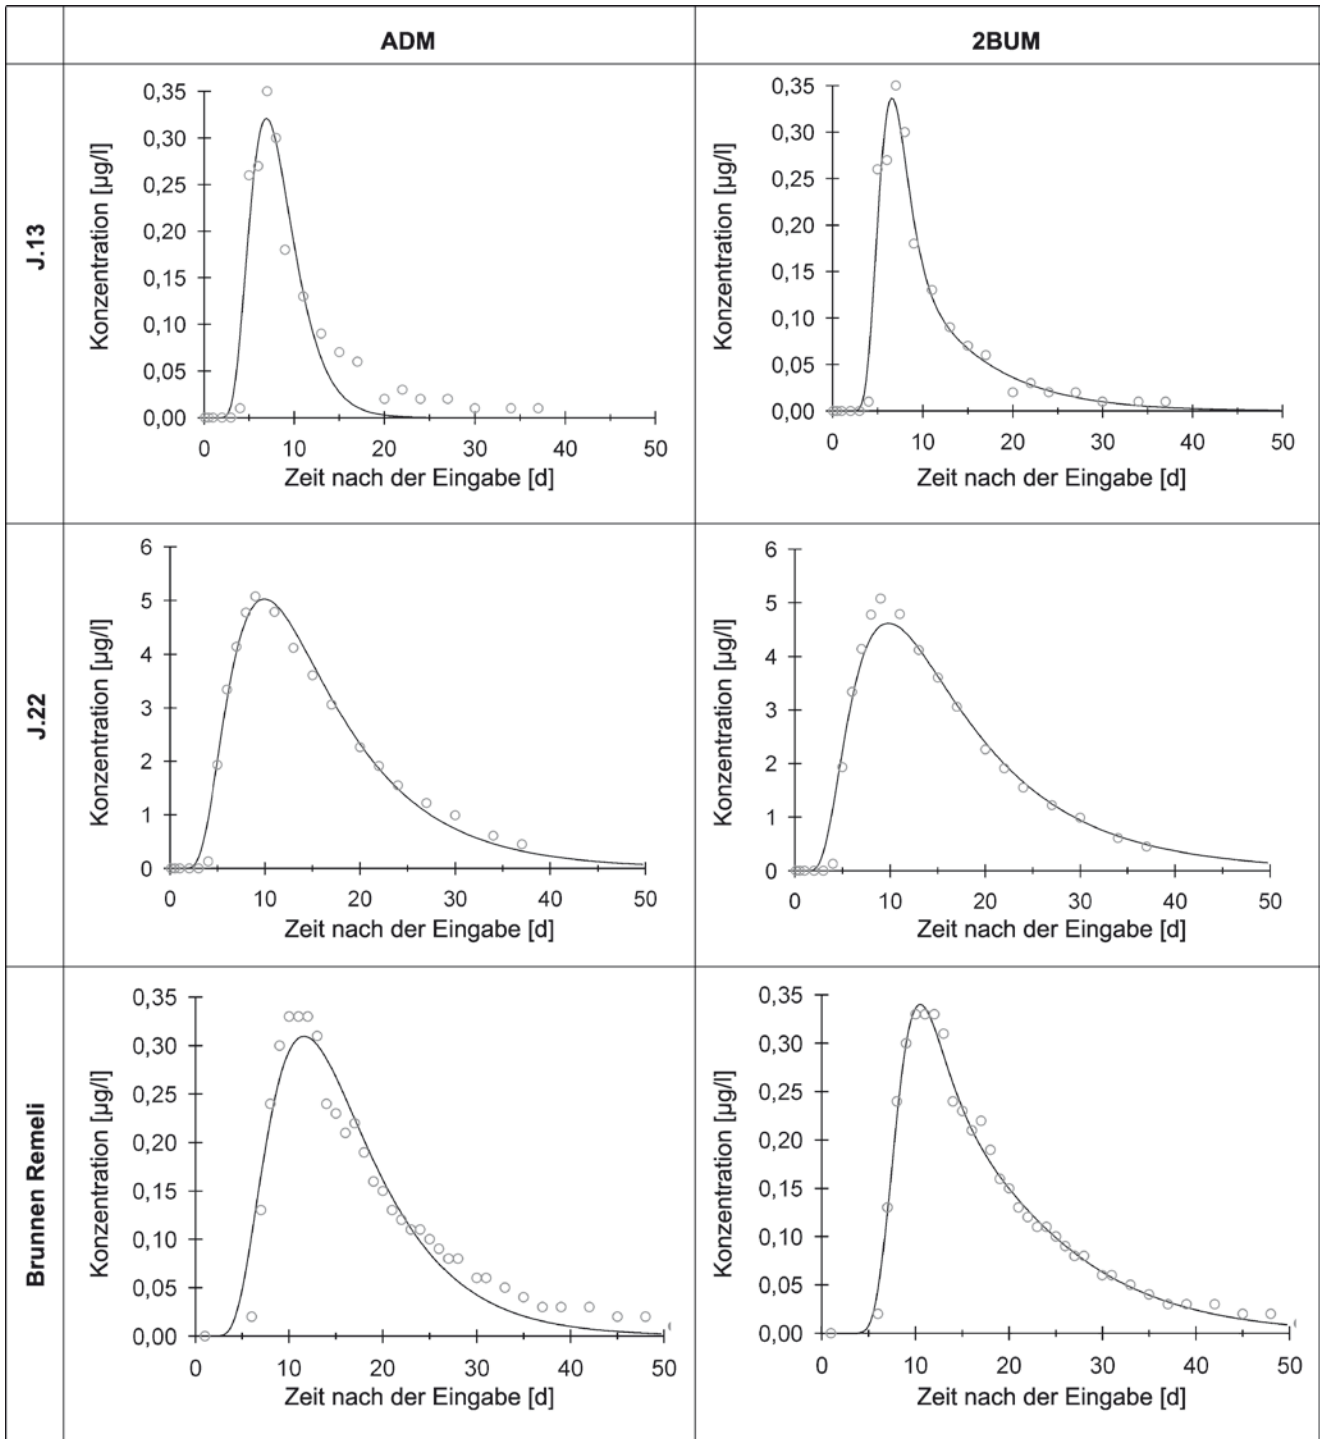 ADM
2BUM
J.13
Konzentration [µg/l]
0,35
0,30
0,25
0,20
0,15
0,10
0,05
0,00
0 10 20 30 40 50
Zeit nach der Eingabe [d]
Konzentration [µg/l]
0,35
0,30
0,25
0,20
0,15
0,10
0,05
0,00
0 10 20 30 40 50
Zeit nach der Eingabe [d]
J.22
Konzentration [µg/l]
6
5
4
3
2
1
0
0 10 20 30 40 50
Zeit nach der Eingabe [d]
Konzentration [µg/l]
6
5
4
3
2
1
0
0 10 20 30 40 50
Zeit nach der Eingabe [d]
Brunnen Remeli
Konzentration [µg/l]
0,35
0,30
0,25
0,20
0,15
0,10
0,05
0,00
0 10 20 30 40 50
Zeit nach der Eingabe [d]
Konzentration [µg/l]
0,35
0,30
0,25
0,20
0,15
0,10
0,05
0,00
0 10 20 30 40 50
Zeit nach der Eingabe [d]